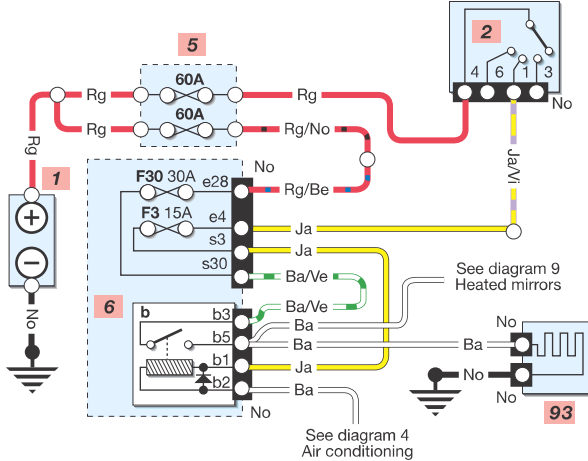 5
2
4 6 1 3
No
60A
Rg Rg
60A
Rg Rg/No
Rg
1
No
Ja/Vi
F30 30A e28 Rg/Be
F3 15A e4 Ja
s3 Ja
s30 Ba/Ve
No
See diagram 9
Heated mirrors
6
b b3 Ba/Ve
b5 Ba
Ba Ba
b1 Ja
b2 Ba
No
No
No
No
93
See diagram 4
Air conditioning